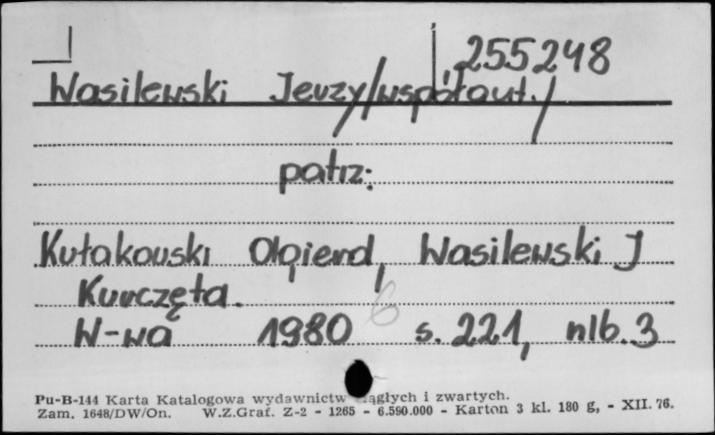 255248
Wasilewski Jerzy /współaut./
patrz:
Kułakowski Olgierd, Wasilewski J
Kurczęta.
W-wa 1980 s. 221, nlb. 3
6
Pu-B-144 Karta Katalogowa wydawnictw ciągłych i zwartych.
Zam. 1648/DW/On. W.Z.Graf. Z-2 - 1265 - 6.590.000 - Karton 3 kl. 180 g, - XII. 76.